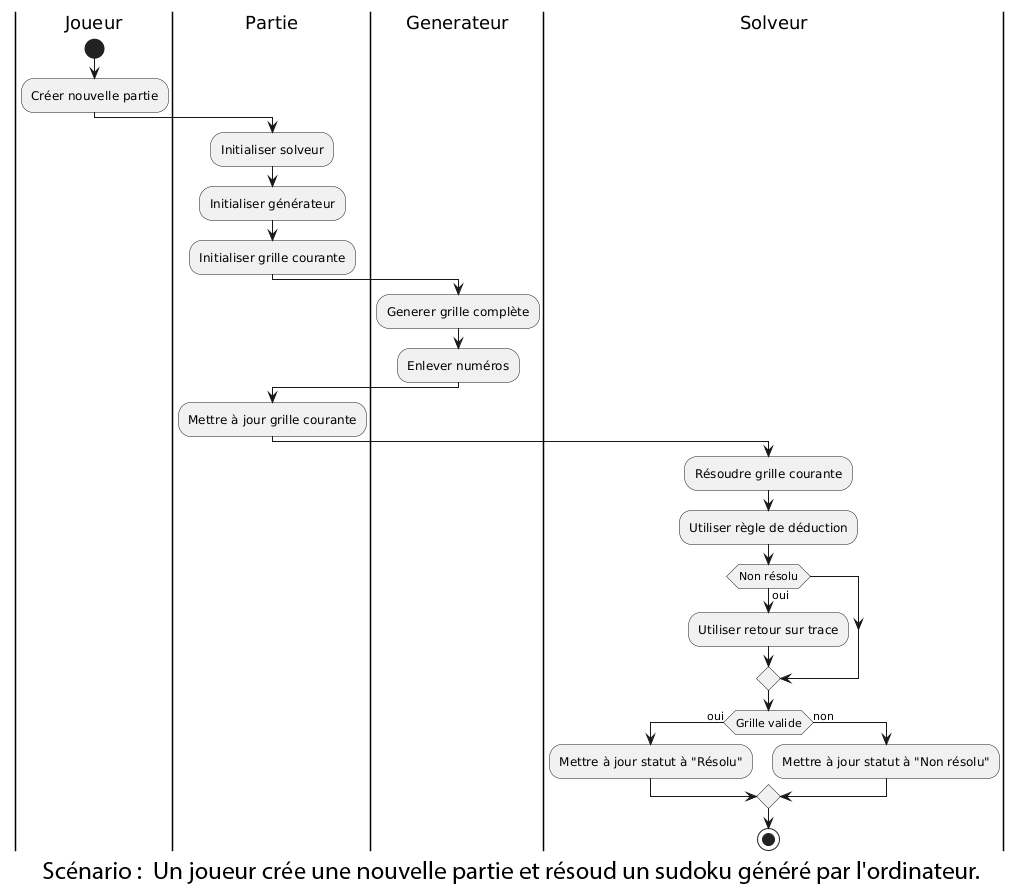 Joueur
Partie
Generateur
Solveur
Créer nouvelle partie
Initialiser solveur
Initialiser générateur
Initialiser grille courante
Generer grille complète
Enlever numéros
Mettre à jour grille courante
Résoudre grille courante
Utiliser règle de déduction
Non résolu
oui
Utiliser retour sur trace
oui
Grille valide
non
Mettre à jour statut à "Résolu"
Mettre à jour statut à "Non résolu"
Scénario : Un joueur crée une nouvelle partie et résoud un sudoku généré par l'ordinateur.